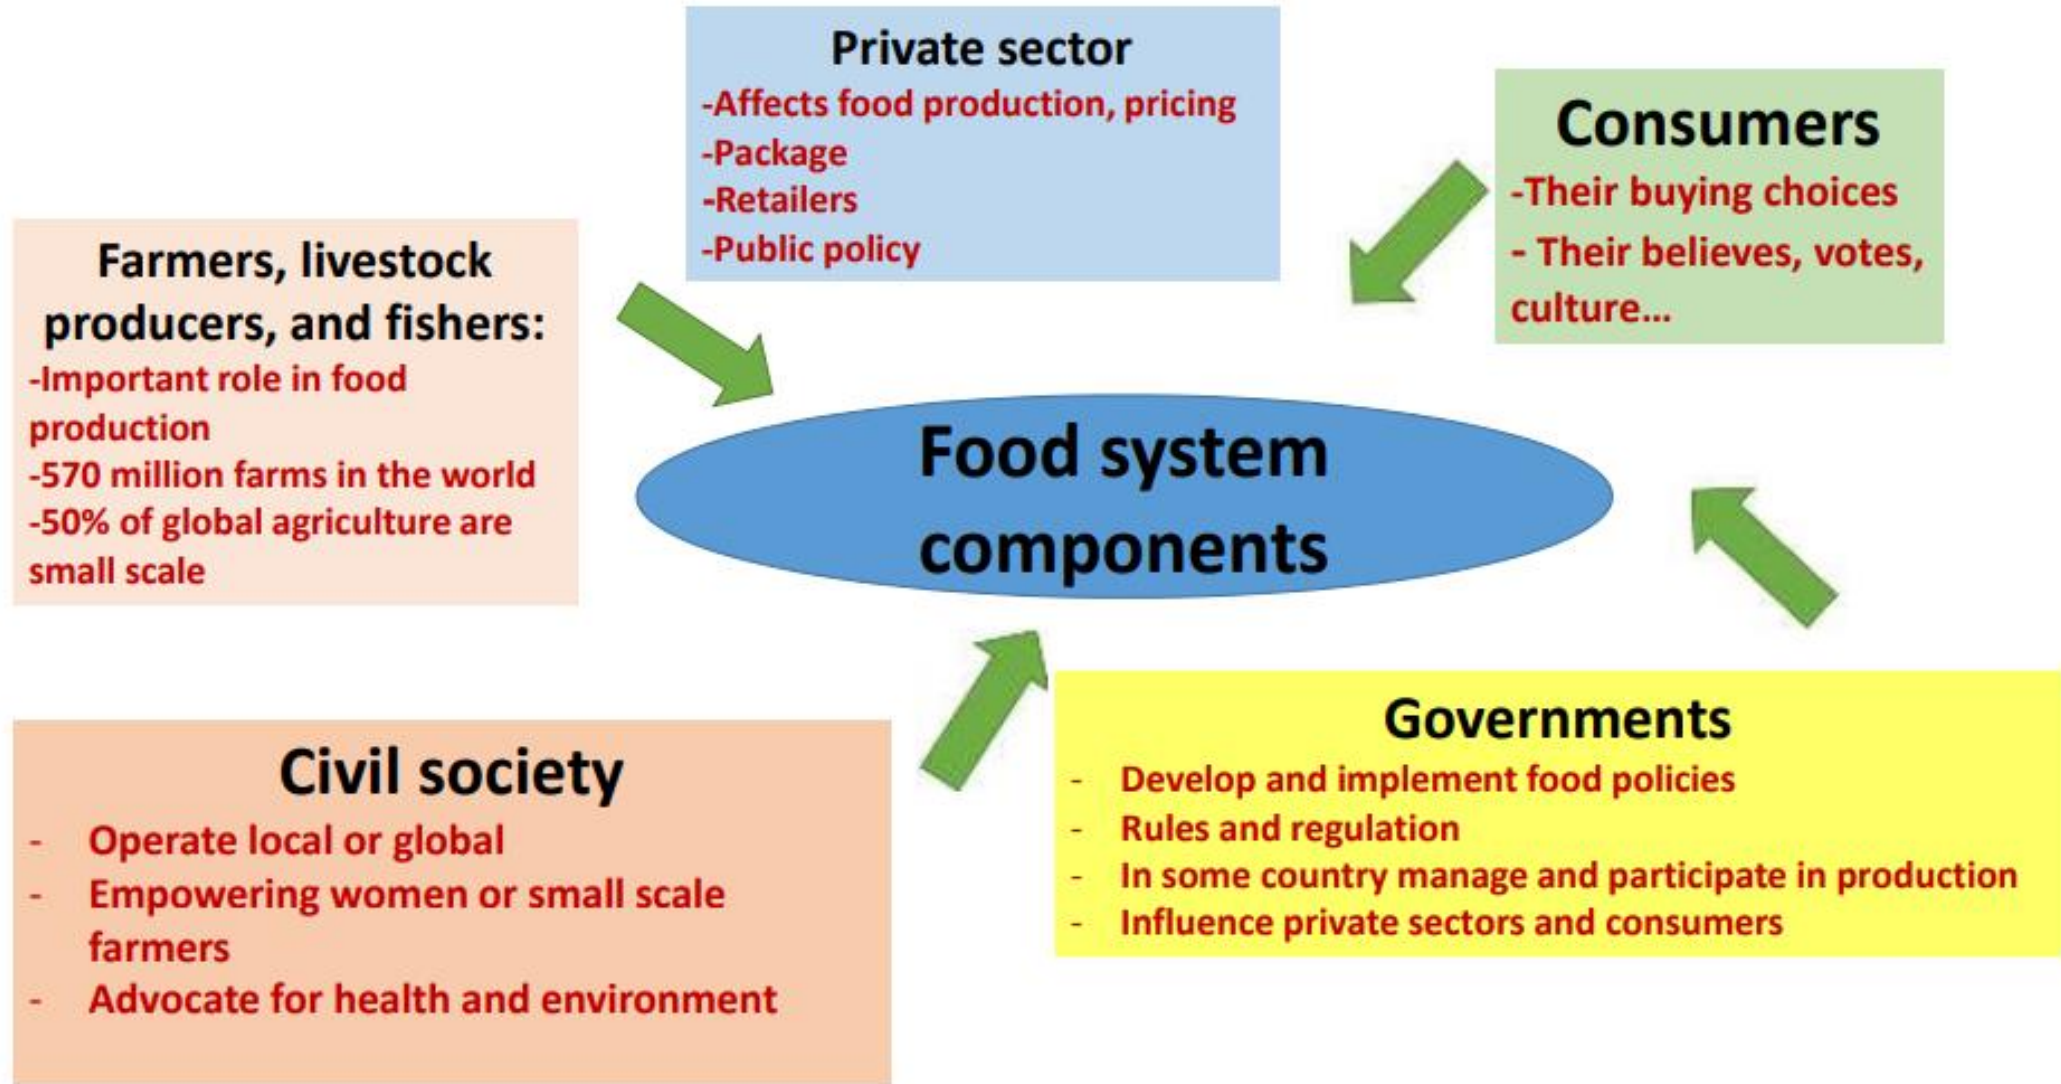 Private sector
-Affects food production, pricing
-Package
-Retailers
-Public policy
Consumers
-Their buying choices
- Their believes, votes,
culture...
Farmers, livestock
producers, and fishers:
-Important role in food
production
-570 million farms in the world
-50% of global agriculture are
small scale
Food system
components
Civil society
- Operate local or global
- Empowering women or small scale
farmers
- Advocate for health and environment
Governments
- Develop and implement food policies
- Rules and regulation
- In some country manage and participate in production
- Influence private sectors and consumers